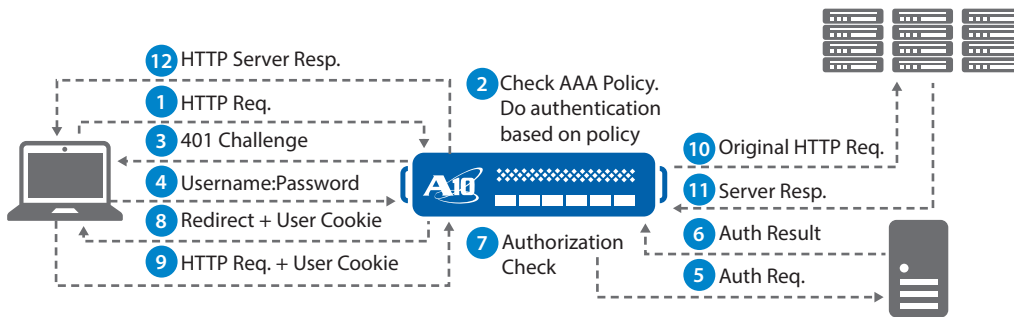 12 HTTP Server Resp.
1 HTTP Req.
3 401 Challenge
4 Username:Password
8 Redirect + User Cookie
9 HTTP Req. + User Cookie
2 Check AAA Policy.
Do authentication
based on policy
A10
7 Authorization
Check
10 Original HTTP Req.
11 Server Resp.
6 Auth Result
5 Auth Req.